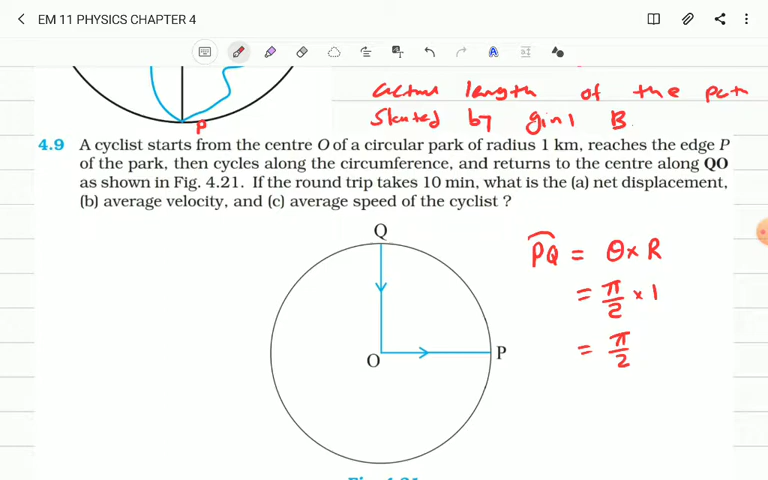 EM 11 PHYSICS CHAPTER 4
P
length of the path
Skated by girl B.
4.9 A cyclist starts from the centre O of a circular park of radius 1 km, reaches the edge P
of the park, then cycles along the circumference, and returns to the centre along QO
as shown in Fig. 4.21. If the round trip takes 10 min, what is the (a) net displacement,
(b) average velocity, and (c) average speed of the cyclist ?
Q
O
P
PQ = θ × R
= π/2 × 1
= π/2